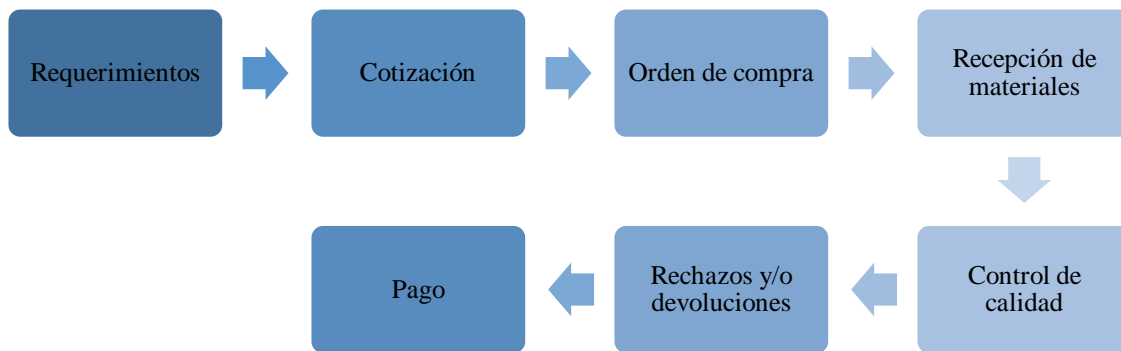 Requerimientos
Cotización
Orden de compra
Recepción de
materiales
Control de
calidad
Rechazos y/o
devoluciones
Pago